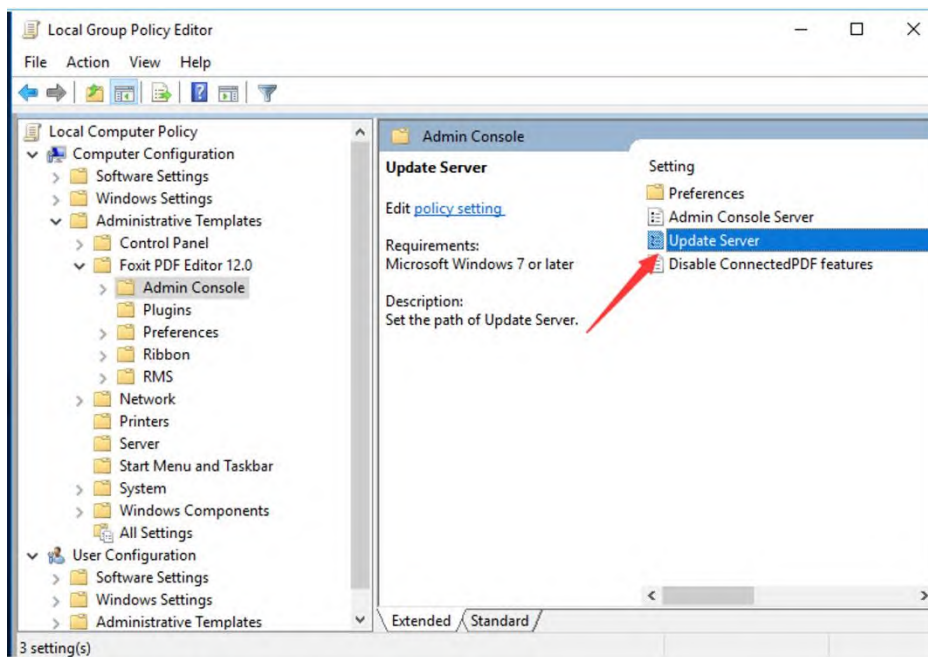 Local Group Policy Editor
File Action View Help
Local Computer Policy
Computer Configuration
Software Settings
Windows Settings
Administrative Templates
Control Panel
Foxit PDF Editor 12.0
Admin Console
Plugins
Preferences
Ribbon
RMS
Network
Printers
Server
Start Menu and Taskbar
System
Windows Components
All Settings
User Configuration
Software Settings
Windows Settings
Administrative Templates
Admin Console
Update Server
Edit policy setting
Requirements:
Microsoft Windows 7 or later
Description:
Set the path of Update Server.
Setting
Preferences
Admin Console Server
Update Server
Disable ConnectedPDF features
Extended Standard
3 setting(s)